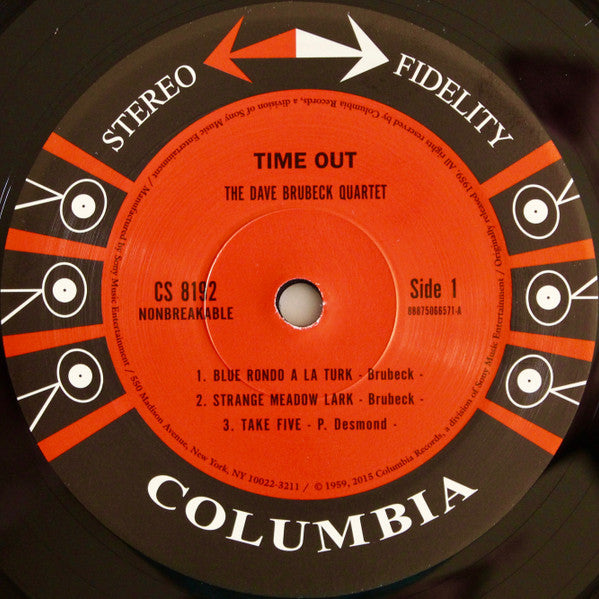 STEREO FIDELITY
TIME OUT
THE DAVE BRUBECK QUARTET
CS 8192
NONBREAKABLE
Side 1
88875066571-A
1. BLUE RONDO A LA TURK - Brubeck -
2. STRANGE MEADOW LARK - Brubeck -
3. TAKE FIVE - P. Desmond -
COLUMBIA
/ Manufactured by Sony Music Entertainment / 550 Madison Avenue, New York, NY 10022-3211 / © 1959, 2015 Columbia Records, a division of Sony Music Entertainment / Originally released 1959. All rights reserved by Columbia Records, a division of Sony Music Entertainment